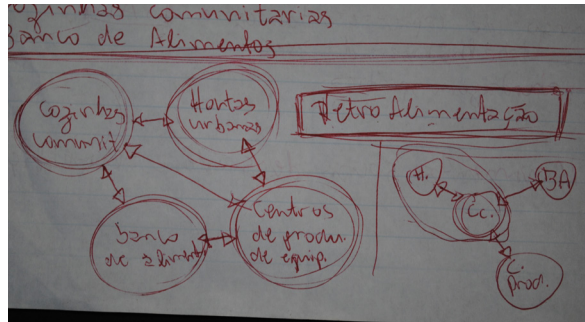 Cozinhas comunitárias
Banco de Alimentos
Cozinhas
comunit.
Hortas
urbanas
Retro Alimentação
Banco
de aliment.
Centros
de produ.
de equip.
H.
Cc.
BA
C.
Prod.